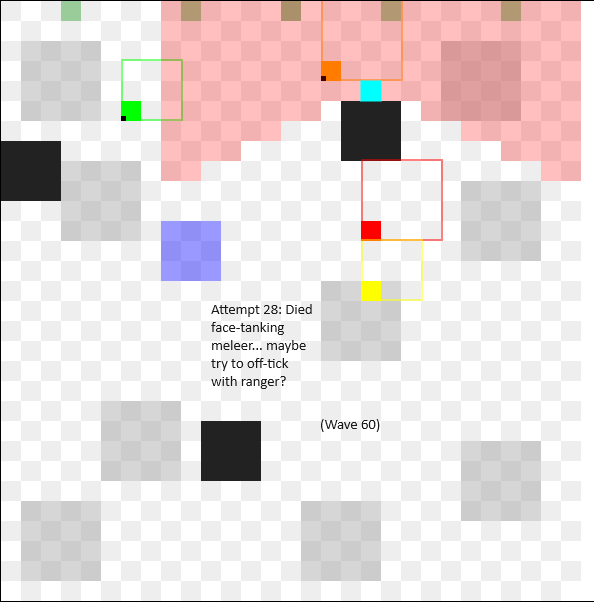 Attempt 28: Died
face-tanking
meleer... maybe
try to off-tick
with ranger?
(Wave 60)